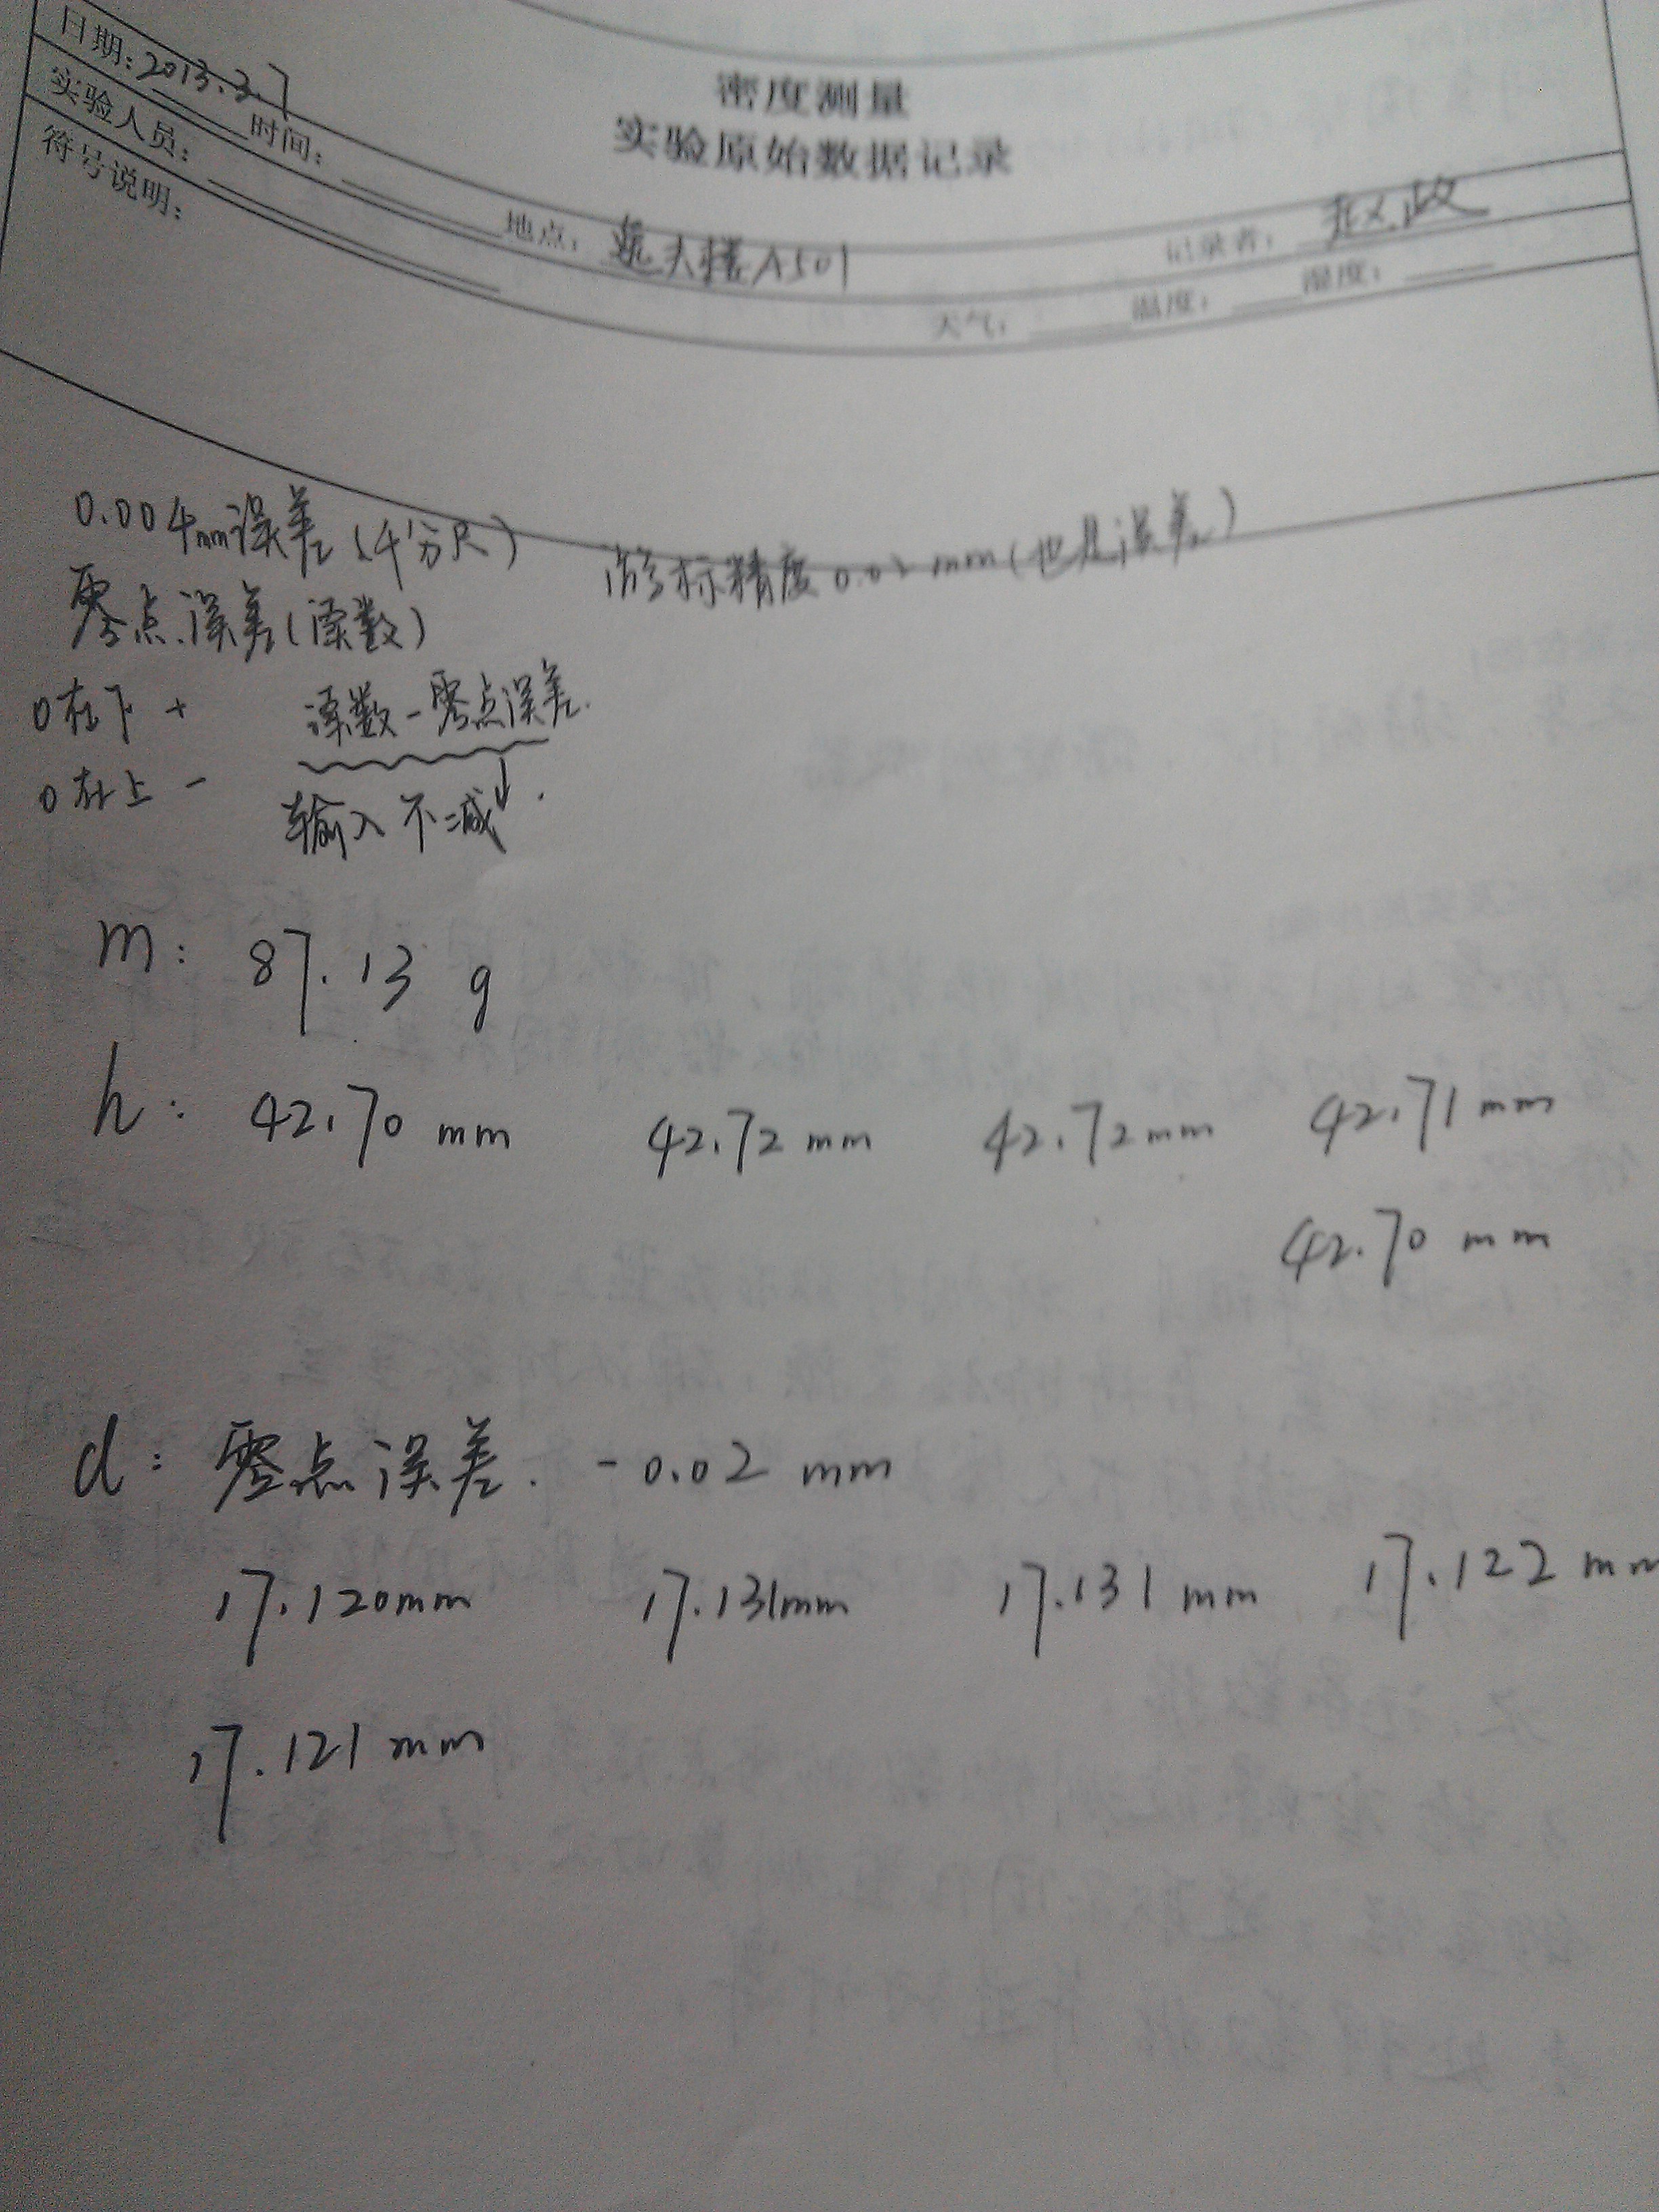 密度测量
实验原始数据记录
日期：2013.3.7 时间： 地点： 逸夫楼A501 记录者： 赵政
实验人员： 天气： 温度： 湿度：
符号说明：
0.004mm误差(千分尺) 游标精度0.02mm(也是误差)
零点误差(读数)
0在下 + 读数-零点误差.
0在上 - 输入不减.
m: 87.13 g
h: 42.70 mm 42.72 mm 42.72 mm 42.71 mm
42.70 mm
d: 零点误差. -0.02 mm
17.120mm 17.131mm 17.131 mm 17.122 mm
17.121 mm